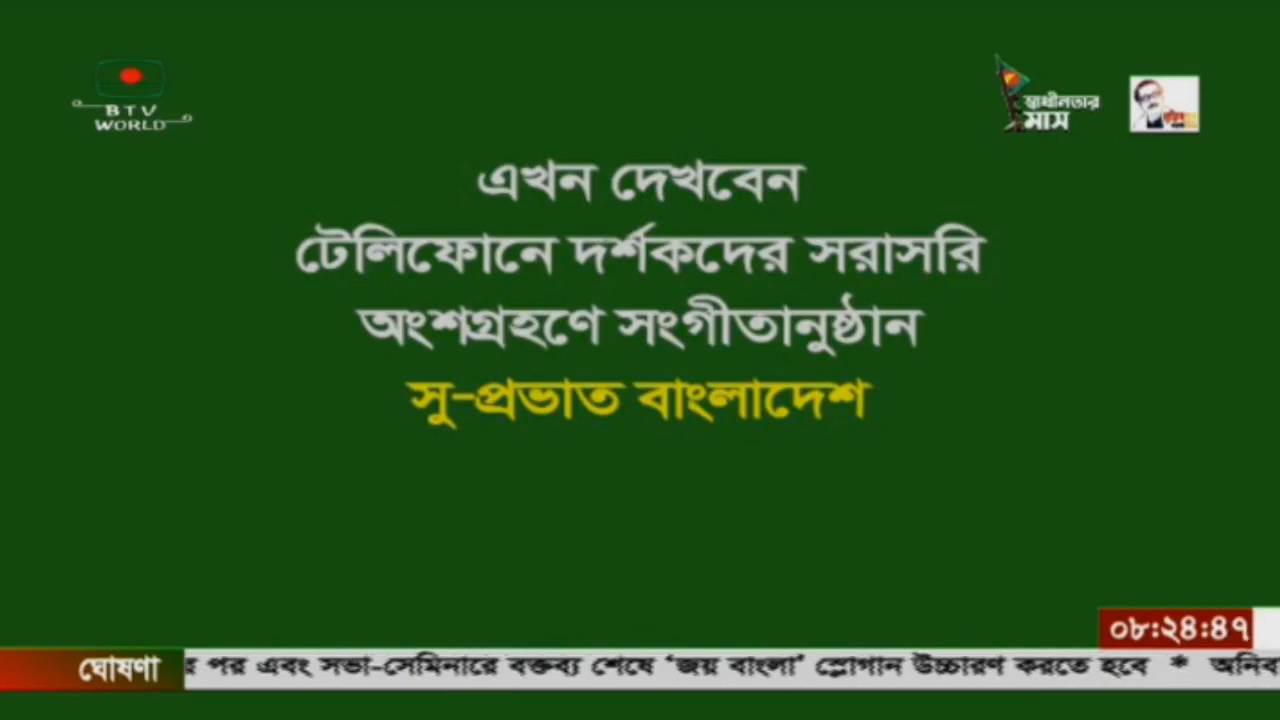 BTV
WORLD
স্বাধীনতার
মাস
এখন দেখবেন
টেলিফোনে দর্শকদের সরাসরি
অংশগ্রহণে সংগীতানুষ্ঠান
সু-প্রভাত বাংলাদেশ
০৮:২৪:৪৭
ঘোষণা
পর এবং সভা-সেমিনারে বক্তব্য শেষে ‘জয় বাংলা’ স্লোগান উচ্চারণ করতে হবে *